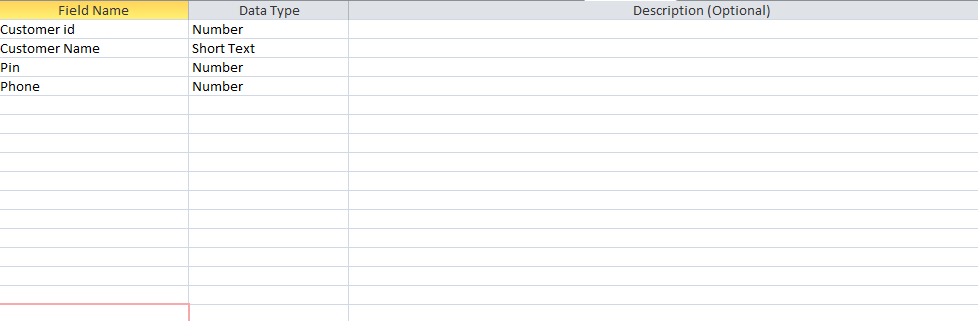 Field Name Data Type Description (Optional)
Customer id Number
Customer Name Short Text
Pin Number
Phone Number